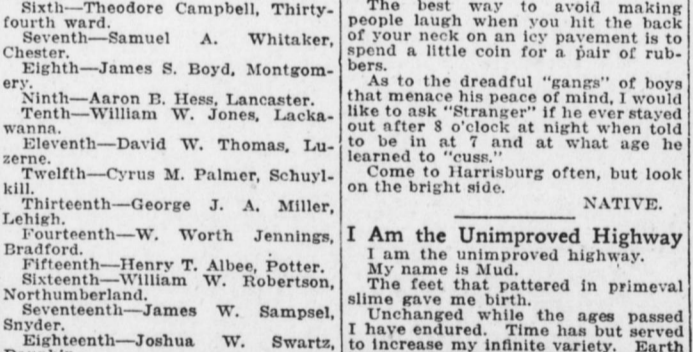 Sixth—Theodore Campbell, Thirty-
fourth ward.
Seventh—Samuel A. Whitaker,
Chester.
Eighth—James S. Boyd, Montgom-
ery.
Ninth—Aaron B. Hess, Lancaster.
Tenth—William W. Jones, Lacka-
wanna.
Eleventh—David W. Thomas, Lu-
zerne.
Twelfth—Cyrus M. Palmer, Schuyl-
kill.
Thirteenth—George J. A. Miller,
Lehigh.
Fourteenth—W. Worth Jennings,
Bradford.
Fifteenth—Henry T. Albee, Potter.
Sixteenth—William W. Robertson,
Northumberland.
Seventeenth—James W. Sampsel,
Snyder.
Eighteenth—Joshua W. Swartz,
The best way to avoid making
people laugh when you hit the back
of your neck on an icy pavement is to
spend a little coin for a pair of rub-
bers.
As to the dreadful "gangs" of boys
that menace his peace of mind, I would
like to ask "Stranger" if he ever stayed
out after 8 o'clock at night when told
to be in at 7 and at what age he
learned to "cuss."
Come to Harrisburg often, but look
on the bright side.
NATIVE.
I Am the Unimproved Highway
I am the unimproved highway.
My name is Mud.
The feet that pattered in primeval
slime gave me birth.
Unchanged while the ages passed
I have endured. Time has but served
to increase my infinite variety. Earth